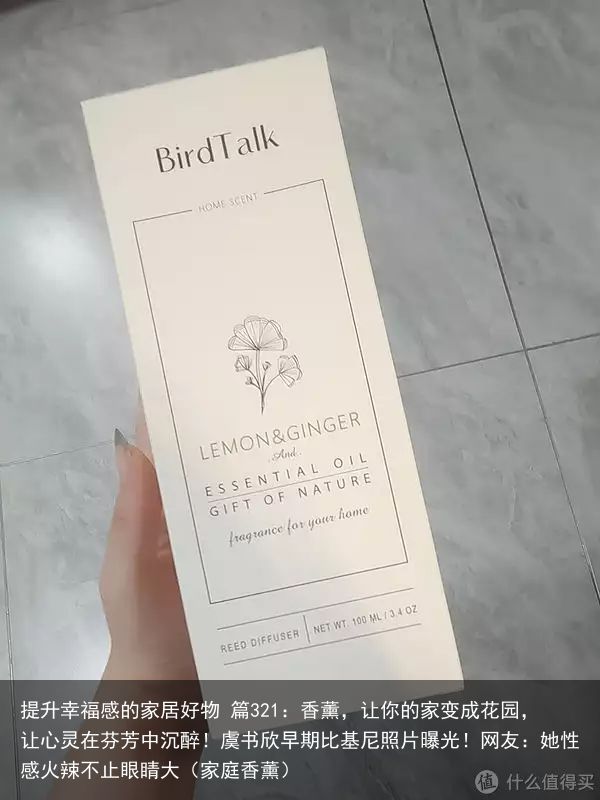 BirdTalk
HOME SCENT
LEMON&GINGER
.And.
ESSENTIAL OIL
GIFT OF NATURE
fragrance for your home
REED DIFFUSER
NET WT. 100 ML / 3.4 OZ
提升幸福感的家居好物 篇321：香薰，让你的家变成花园，
让心灵在芬芳中沉醉！虞书欣早期比基尼照片曝光！网友：她性
感火辣不止眼睛大（家庭香薰）
值 什么值得买